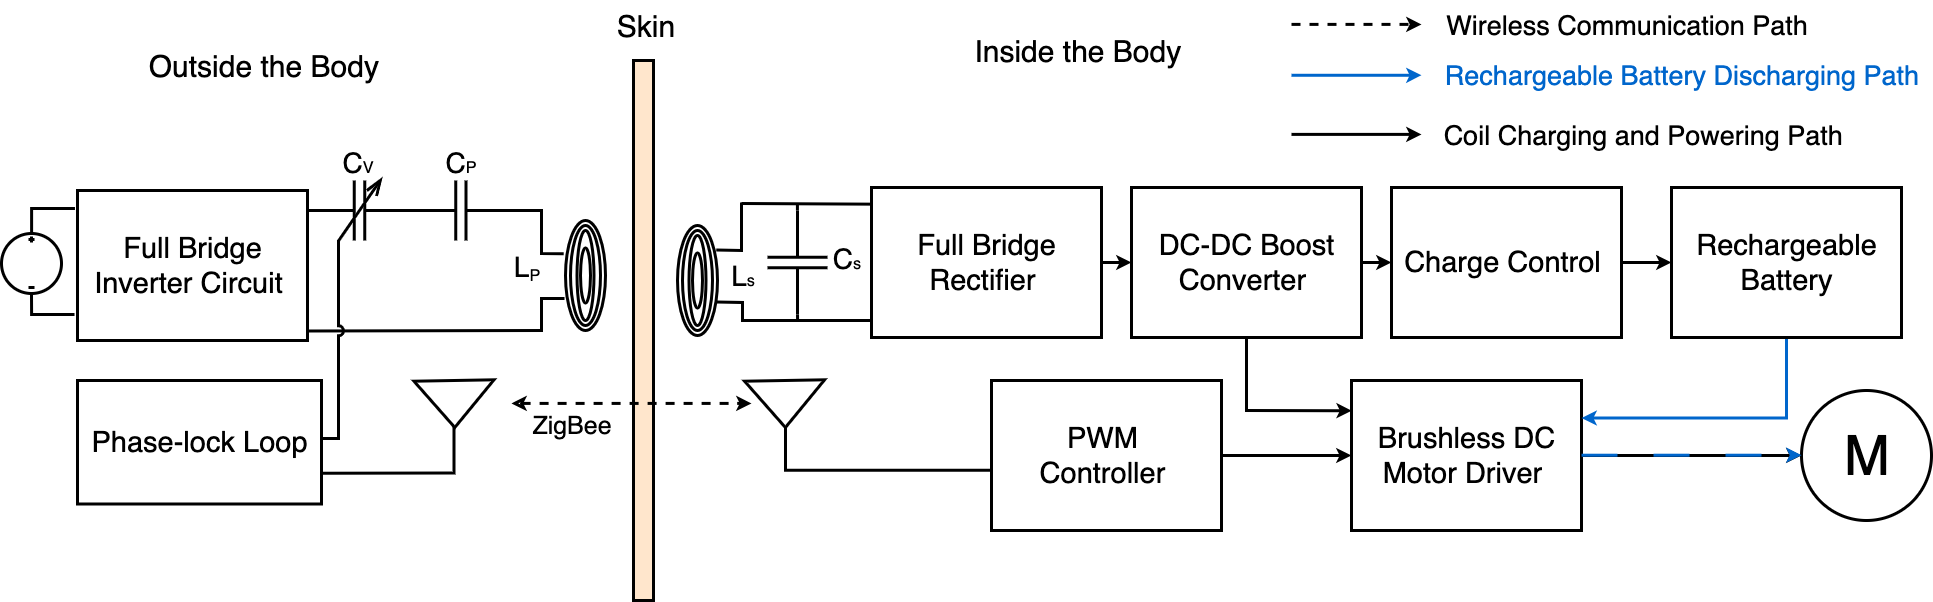 Skin
Wireless Communication Path
Outside the Body
Inside the Body
Rechargeable Battery Discharging Path
Coil Charging and Powering Path
CV
CP
+
-
Full Bridge
Inverter Circuit
LP
Ls
Cs
Full Bridge
Rectifier
DC-DC Boost
Converter
Charge Control
Rechargeable
Battery
Phase-lock Loop
ZigBee
PWM
Controller
Brushless DC
Motor Driver
M